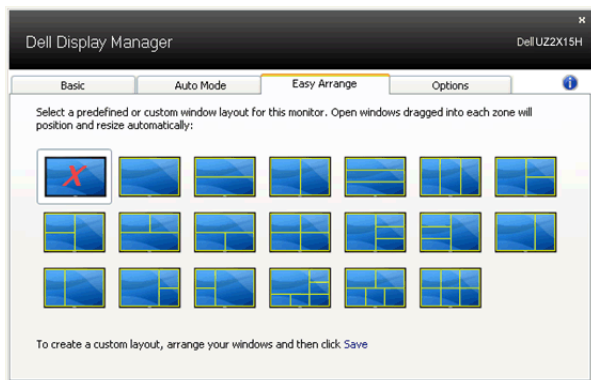 Dell Display Manager
Dell UZ2X15H
Basic
Auto Mode
Easy Arrange
Options
Select a predefined or custom window layout for this monitor. Open windows dragged into each zone will
position and resize automatically:
To create a custom layout, arrange your windows and then click Save